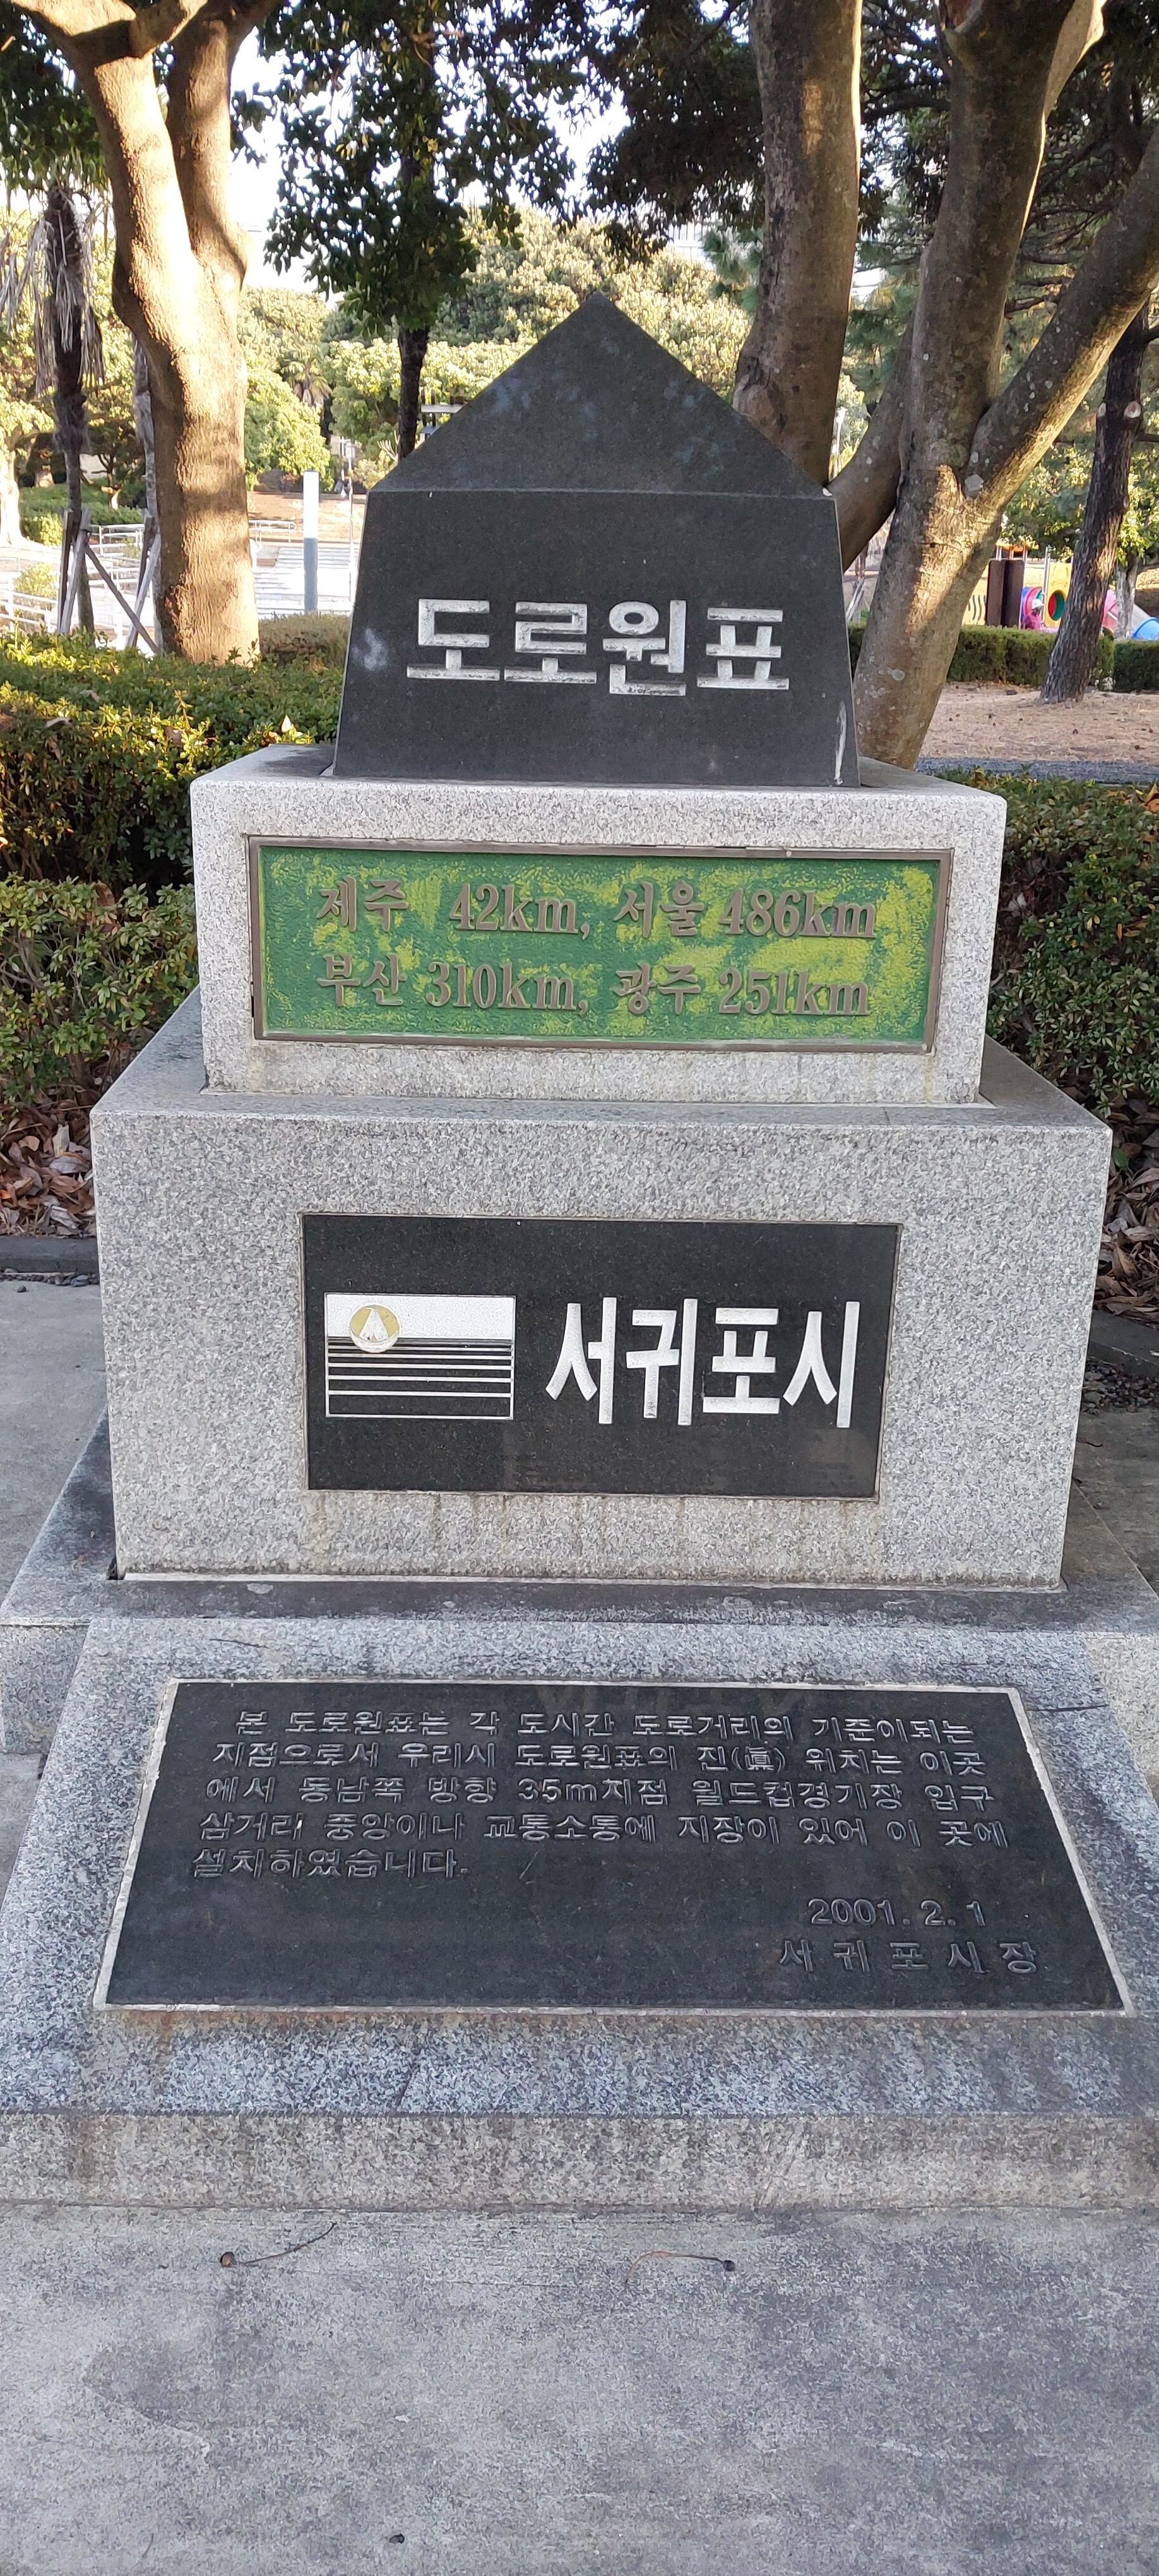 도로원표
제주 42km, 서울 486km
부산 310km, 광주 251km
서귀포시
본 도로원표는 각 도시간 도로거리의 기준이되는
지점으로서 우리시 도로원표의 진(眞) 위치는 이곳
에서 동남쪽 방향 35m지점 월드컵경기장 입구
삼거리 중앙이나 교통소통에 지장이 있어 이 곳에
설치하였습니다.
2001. 2. 1
서귀포시장